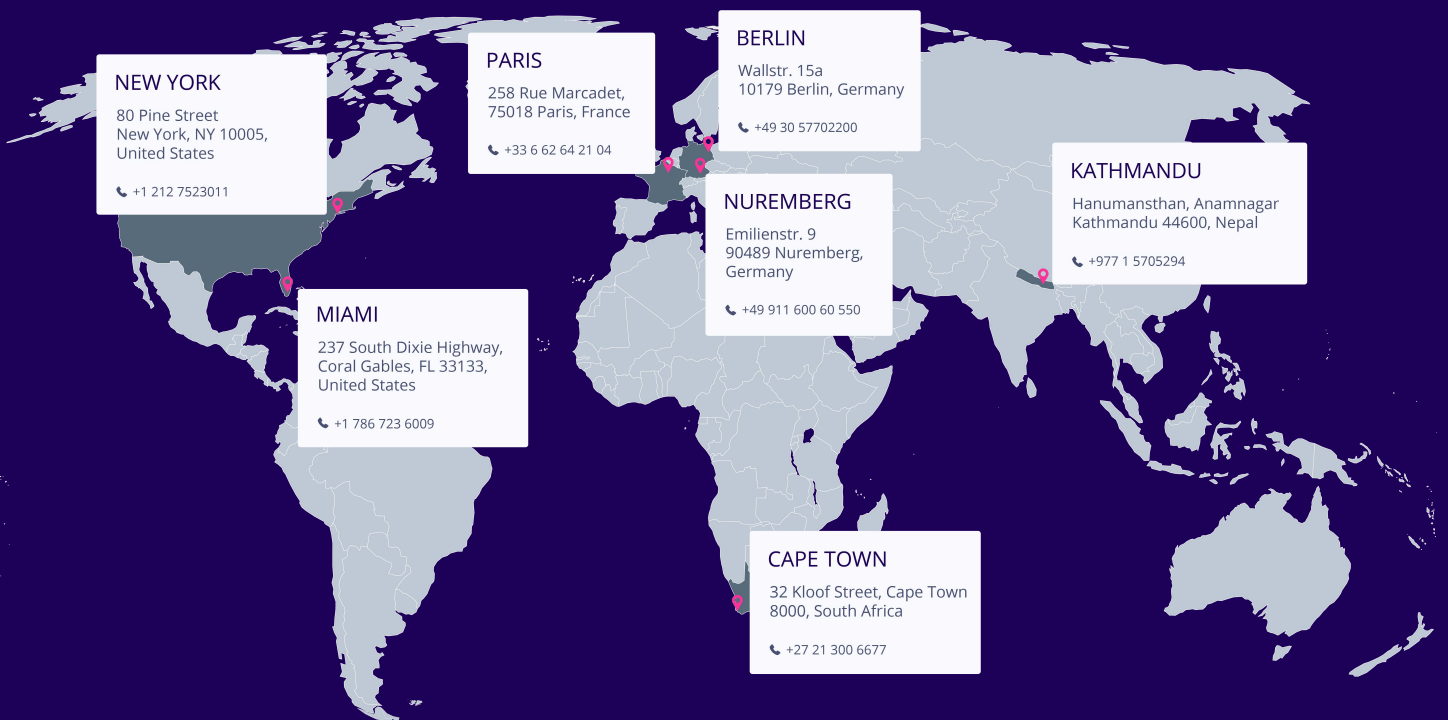 NEW YORK
80 Pine Street
New York, NY 10005,
United States
+1 212 7523011
PARIS
258 Rue Marcadet,
75018 Paris, France
+33 6 62 64 21 04
BERLIN
Wallstr. 15a
10179 Berlin, Germany
+49 30 57702200
KATHMANDU
Hanumansthan, Anamnagar
Kathmandu 44600, Nepal
+977 1 5705294
NUREMBERG
Emilienstr. 9
90489 Nuremberg,
Germany
+49 911 600 60 550
MIAMI
237 South Dixie Highway,
Coral Gables, FL 33133,
United States
+1 786 723 6009
CAPE TOWN
32 Kloof Street, Cape Town
8000, South Africa
+27 21 300 6677